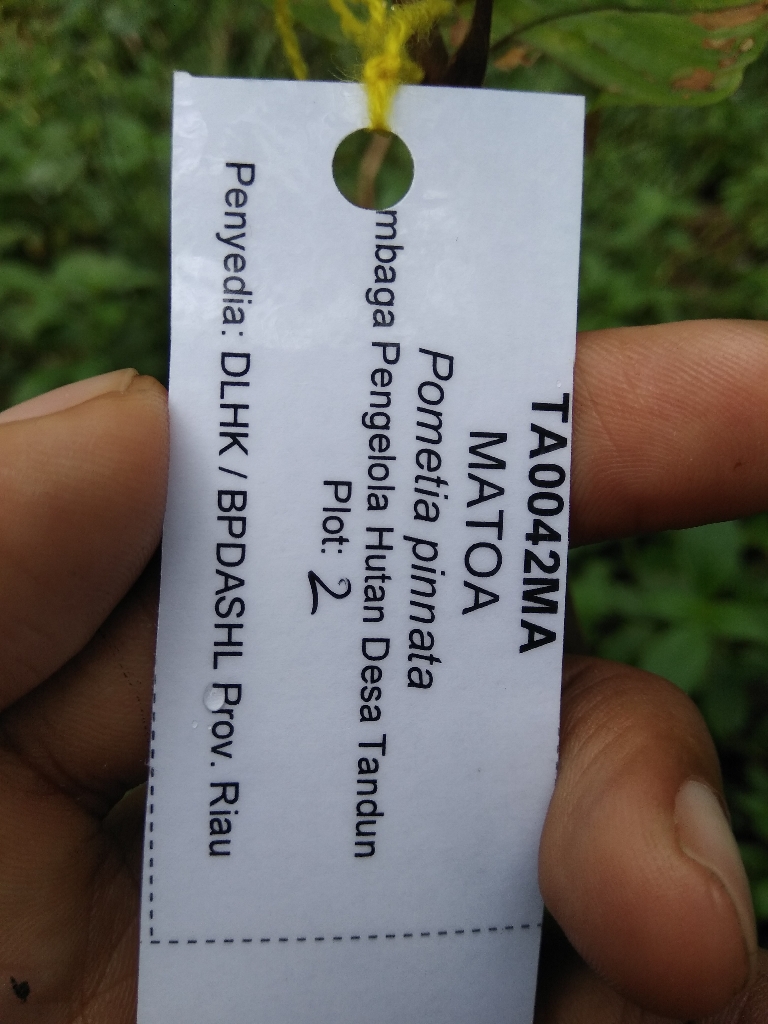 TA0042MA
MATOA
Pometia pinnata
mbaga Pengelola Hutan Desa Tandun
Plot: 2
Penyedia: DLHK / BPDASHL Prov. Riau